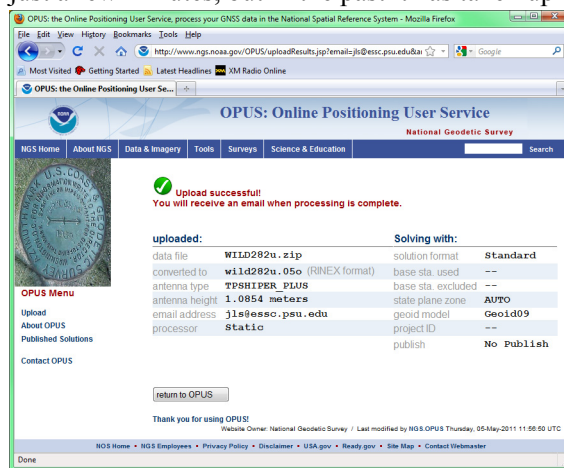 OPUS: the Online Positioning User Service, process your GNSS data in the National Spatial Reference System - Mozilla Firefox
File Edit View History Bookmarks Tools Help
http://www.ngs.noaa.gov/OPUS/uploadResults.jsp?email=jls@essc.psu.edu&ar
Google
Most Visited Getting Started Latest Headlines XM Radio Online
OPUS: the Online Positioning User Se...
OPUS: Online Positioning User Service
National Geodetic Survey
NGS Home About NGS Data & Imagery Tools Surveys Science & Education Search
Upload successful!
You will receive an email when processing is complete.
uploaded: Solving with:
data file WILD282u.zip solution format Standard
converted to wild282u.05o (RINEX format) base sta. used --
antenna type TPSHIPER_PLUS base sta. excluded --
antenna height 1.0854 meters state plane zone AUTO
email address jls@essc.psu.edu geoid model Geoid09
processor Static project ID --
publish No Publish
OPUS Menu
Upload
About OPUS
Published Solutions
Contact OPUS
return to OPUS
Thank you for using OPUS!
Website Owner: National Geodetic Survey / Last modified by NGS.OPUS Thursday, 05-May-2011 11:56:50 UTC
NOS Home • NGS Employees • Privacy Policy • Disclaimer • USA.gov • Ready.gov • Site Map • Contact Webmaster
Done